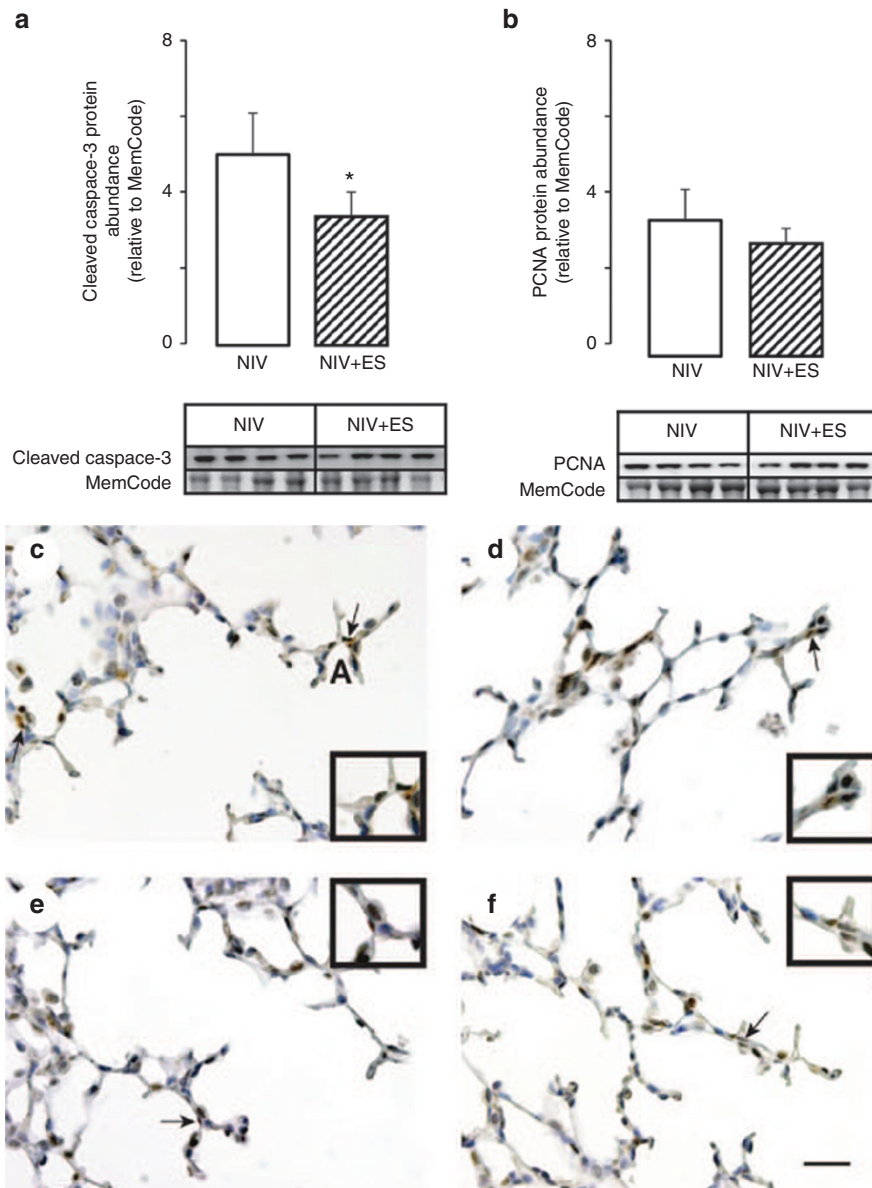 a
8
4
0
Cleaved caspace-3 protein
abundance
(relative to MemCode)
*
NIV
NIV+ES
NIV
NIV+ES
Cleaved caspace-3
MemCode
b
8
4
0
PCNA protein abundance
(relative to MemCode)
NIV
NIV+ES
NIV
NIV+ES
PCNA
MemCode
c
A
d
e
f